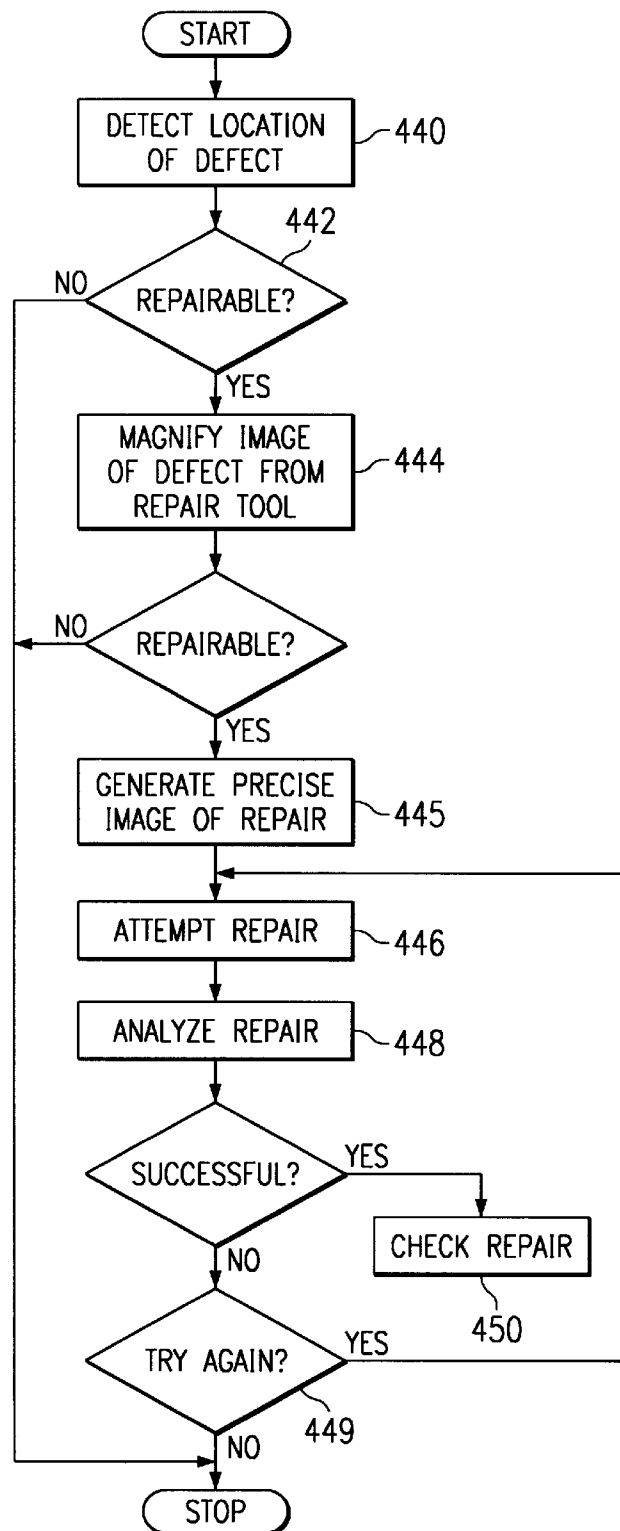 START
DETECT LOCATION
OF DEFECT
440
442
NO
REPAIRABLE?
YES
MAGNIFY IMAGE
OF DEFECT FROM
REPAIR TOOL
444
NO
REPAIRABLE?
YES
GENERATE PRECISE
IMAGE OF REPAIR
445
ATTEMPT REPAIR
446
ANALYZE REPAIR
448
SUCCESSFUL?
YES
CHECK REPAIR
450
NO
TRY AGAIN?
YES
449
NO
STOP